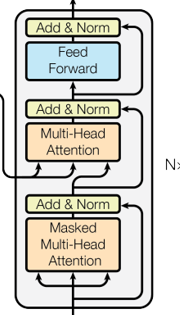 Add & Norm
Feed
Forward
Add & Norm
Multi-Head
Attention
N
Add & Norm
Masked
Multi-Head
Attention